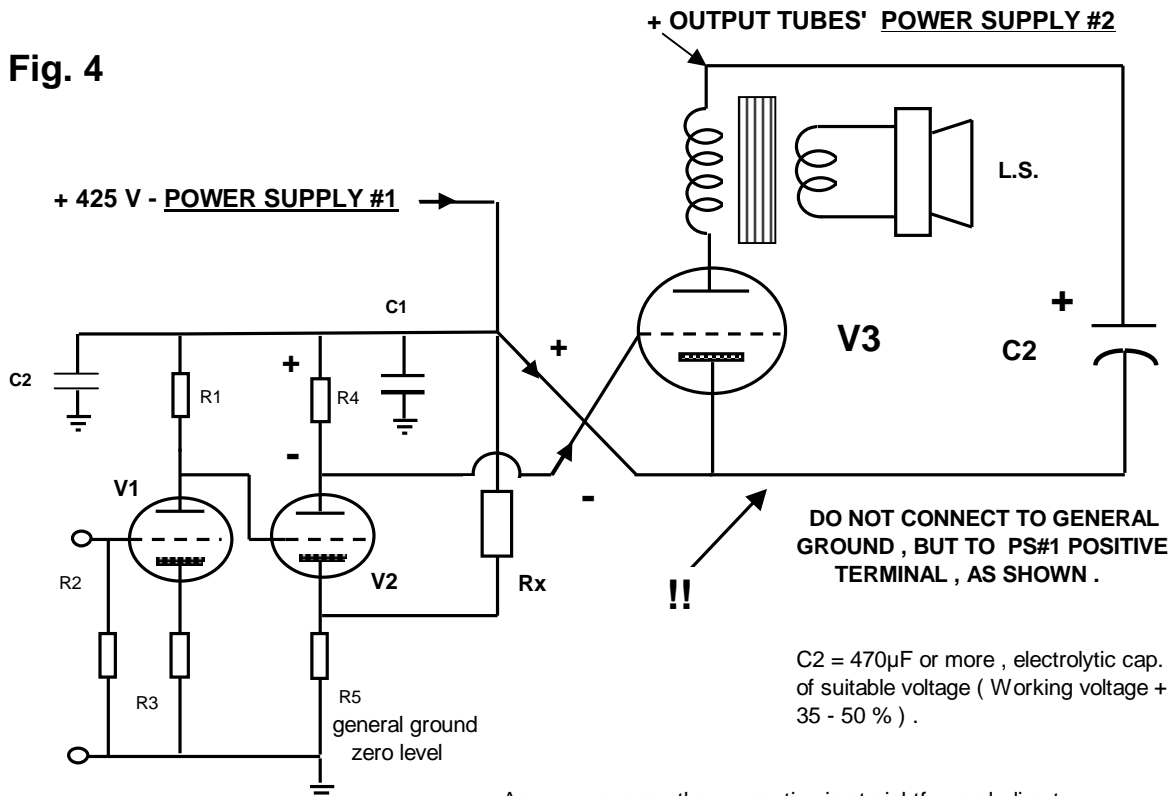 + OUTPUT TUBES' POWER SUPPLY #2
Fig. 4
L.S.
+ 425 V - POWER SUPPLY #1
C1
+
+
V3
C2
C2
+
R1
R4
-
V1
-
DO NOT CONNECT TO GENERAL
GROUND , BUT TO PS#1 POSITIVE
TERMINAL , AS SHOWN .
R2
V2
Rx
!!
R3
R5
general ground
zero level
C2 = 470µF or more , electrolytic cap.
of suitable voltage ( Working voltage +
35 - 50 % ) .